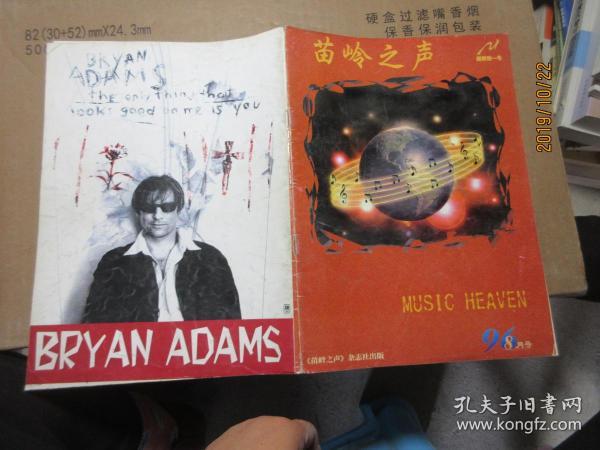 82 (30+52) mmX24.3mm
硬盒过滤嘴香烟
保香保润包装
BRYAN
ADAMS
the only thing that
looks good on me is you
BRYAN ADAMS
苗岭之声
MUSIC HEAVEN
96
8月号
《苗岭之声》杂志社出版
2019/10/22
孔夫子旧书网
www.kongfz.com